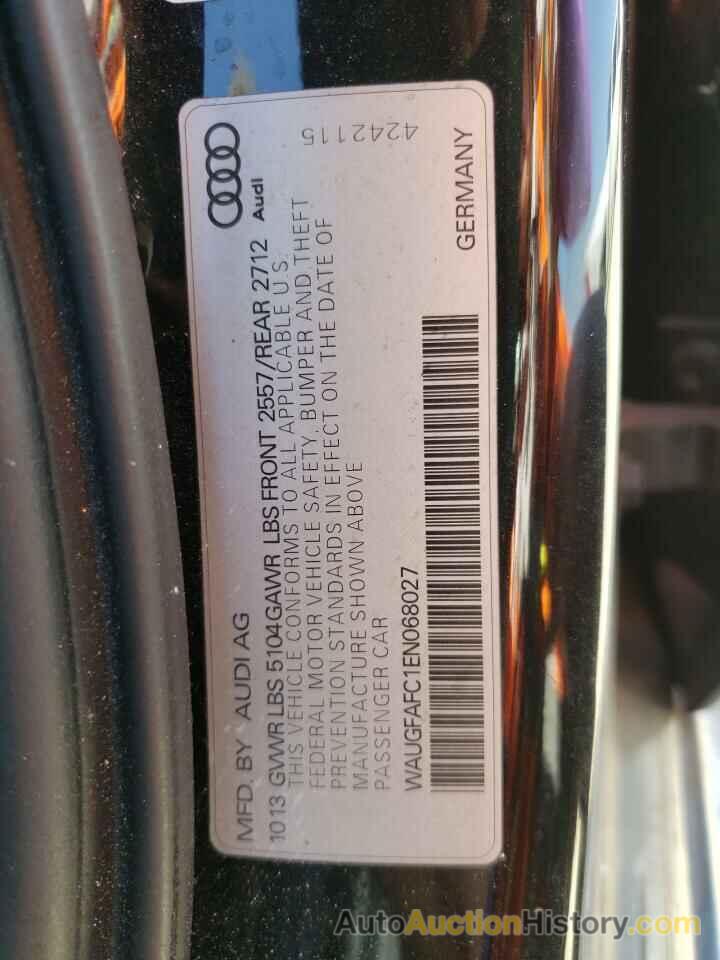 MFD. BY AUDI AG
Audi
1013 GVWR LBS 5104GAWR LBS FRONT 2557/REAR 2712
THIS VEHICLE CONFORMS TO ALL APPLICABLE U.S.
FEDERAL MOTOR VEHICLE SAFETY, BUMPER AND THEFT
PREVENTION STANDARDS IN EFFECT ON THE DATE OF
MANUFACTURE SHOWN ABOVE
PASSENGER CAR
4242115
WAUGFAFC1EN068027
GERMANY
AutoAuctionHistory.com